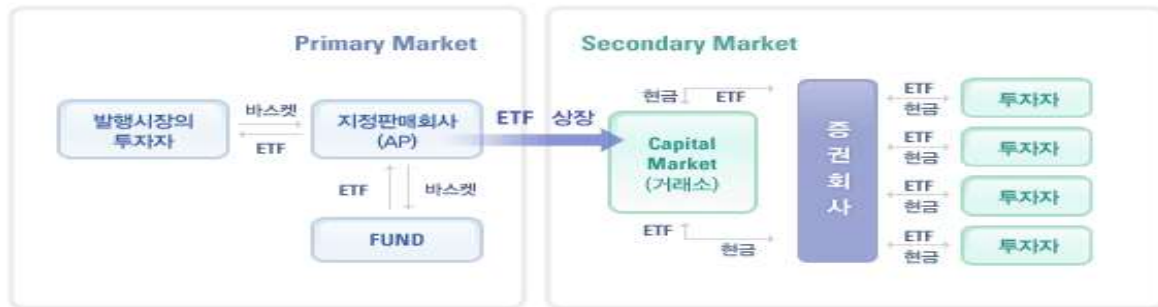 Primary Market
발행시장의
투자자
바스켓
ETF
지정판매회사
(AP)
ETF
바스켓
FUND
ETF 상장
Secondary Market
현금
ETF
Capital
Market
(거래소)
ETF
현금
증
권
회
사
ETF
현금
투자자
ETF
현금
투자자
ETF
현금
투자자
ETF
현금
투자자